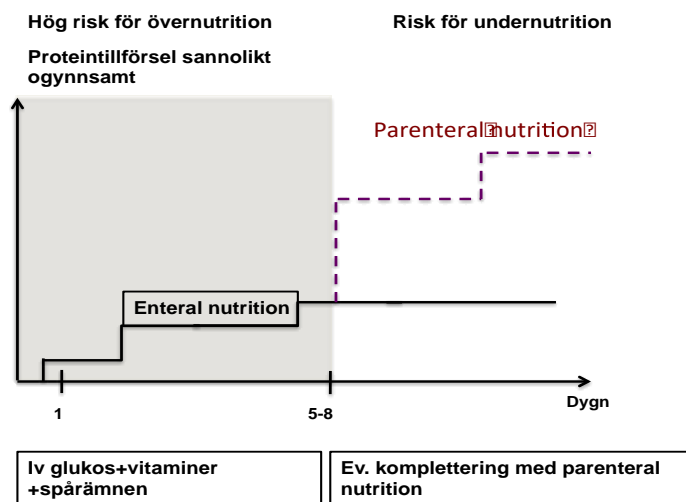 Hög risk för övernutrition
Risk för undernutrition
Proteintillförsel sannolikt
ogynnsamt
Parenteral nutrition
Enteral nutrition
1
5-8
Dygn
Iv glukos+vitaminer
+spårämnen
Ev. komplettering med parenteral
nutrition